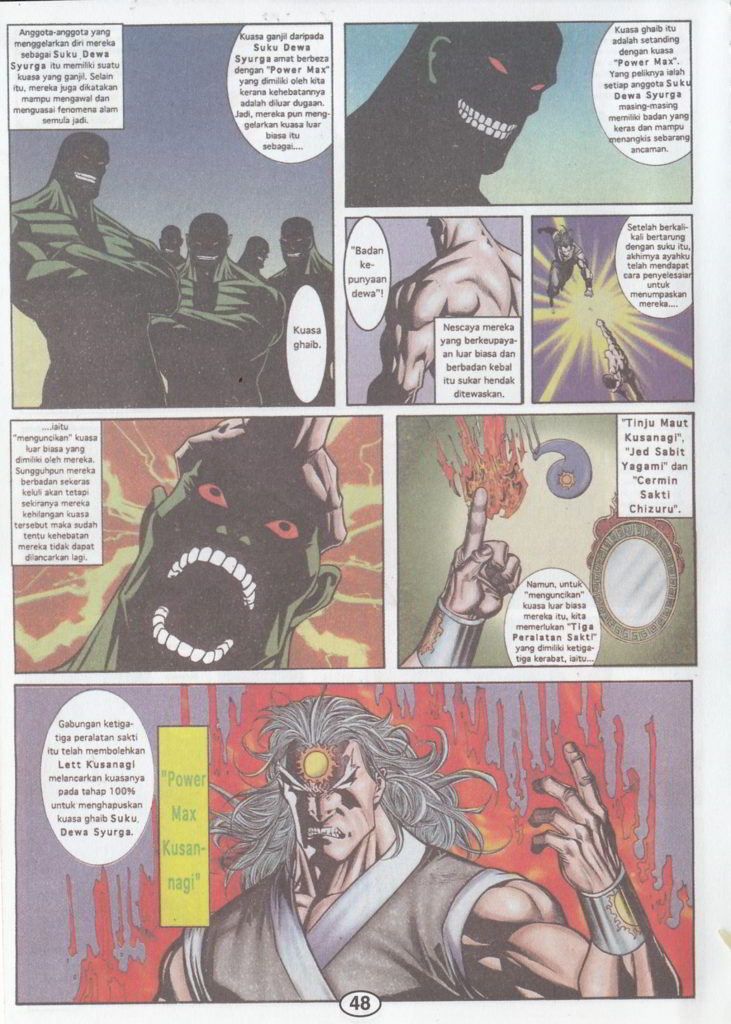 Anggota-anggota yang
menggelarkan diri mereka
sebagai Suku Dewa
Syurga itu memiliki suatu
kuasa yang ganjil. Selain
itu, mereka juga dikatakan
mampu mengawal dan
menguasai fenomena alam
semula jadi.
Kuasa ganjil daripada
Suku Dewa
Syurga amat berbeza
dengan "Power Max"
yang dimiliki oleh kita
kerana kehebatannya
adalah diluar dugaan.
Jadi, mereka pun meng-
gelarkan kuasa luar
biasa itu
sebagai....
Kuasa
ghaib.
Kuasa ghaib itu
adalah setanding
dengan kuasa
"Power Max".
Yang peliknya ialah
setiap anggota Suku
Dewa Syurga
masing-masing
memiliki badan yang
keras dan mampu
menangkis sebarang
ancaman.
"Badan
ke-
punyaan
dewa"!
Nescaya mereka
yang berkeupaya-
an luar biasa dan
berbadan kebal
itu sukar hendak
ditewaskan.
Setelah berkali-
kali bertarung
dengan suku itu,
akhirnya ayahku
telah mendapat
cara penyelesaian
untuk
menumpaskan
mereka....
....iaitu
"menguncikan" kuasa
luar biasa yang
dimiliki oleh mereka.
Sungguhpun mereka
berbadan sekeras
keluli akan tetapi
sekiranya mereka
kehilangan kuasa
tersebut maka sudah
tentu kehebatan
mereka tidak dapat
dilancarkan lagi.
"Tinju Maut
Kusanagi",
"Jed Sabit
Yagami" dan
"Cermin
Sakti
Chizuru".
Namun, untuk
"menguncikan"
kuasa luar biasa
mereka itu, kita
memerlukan "Tiga
Peralatan Sakti"
yang dimiliki ketiga-
tiga kerabat, iaitu...
Gabungan ketiga-
tiga peralatan sakti
itu telah membolehkan
Lett Kusanagi
melancarkan kuasanya
pada tahap 100%
untuk menghapuskan
kuasa ghaib Suku
Dewa Syurga.
"Power
Max
Kusan-
nagi"
48